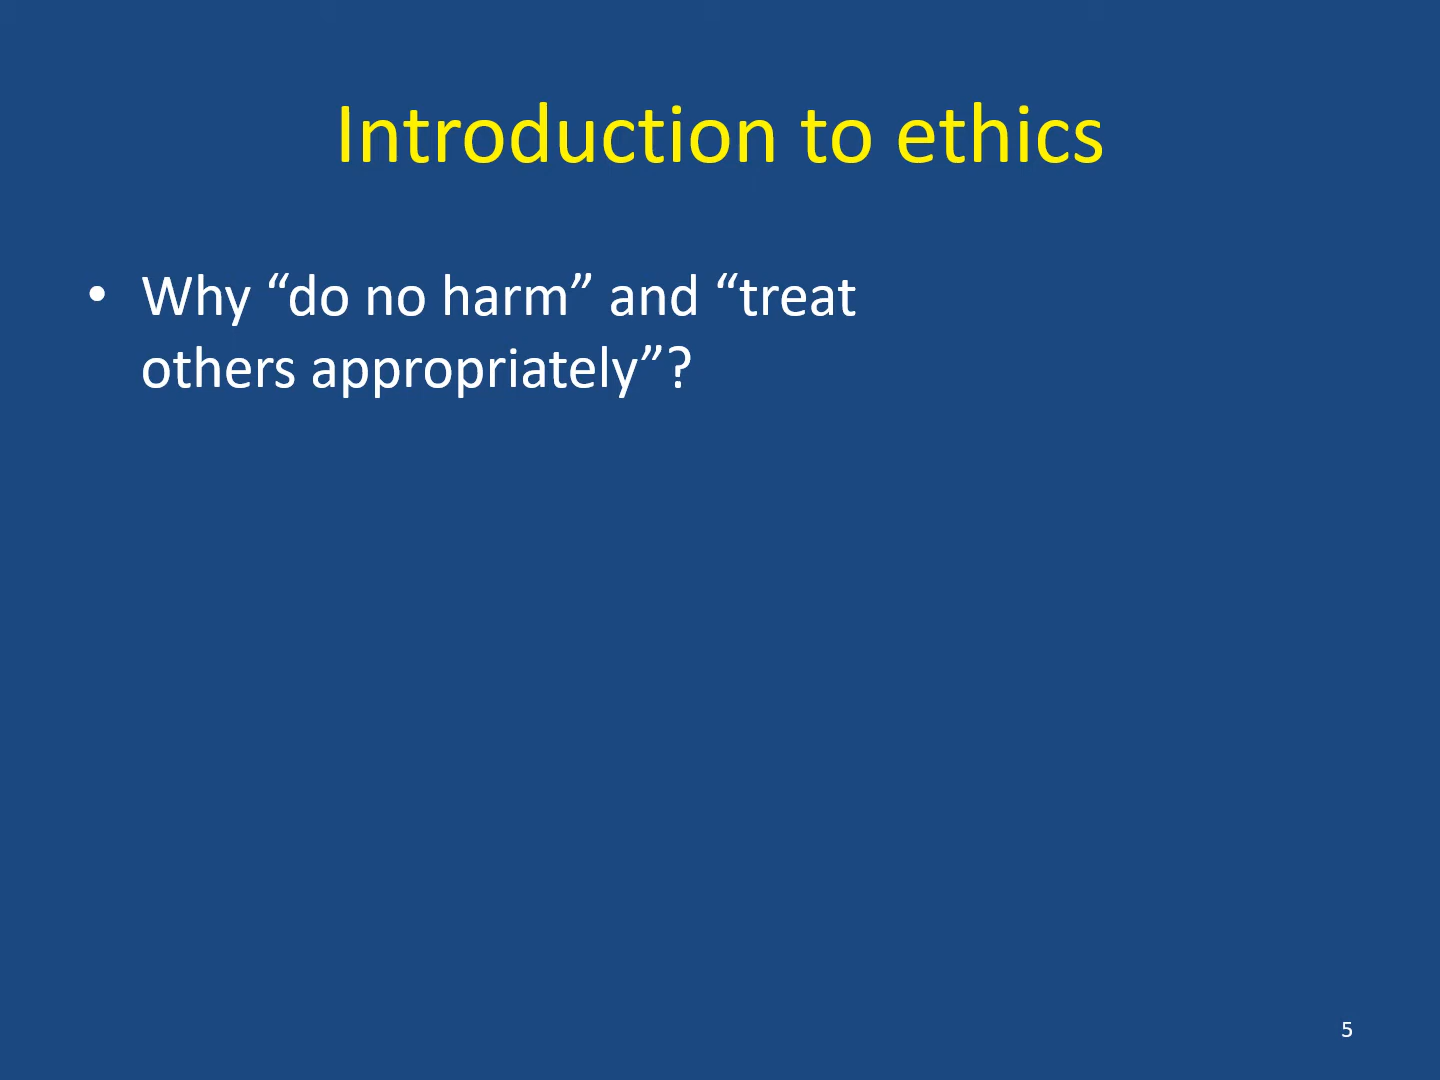 Introduction to ethics
• Why “do no harm” and “treat
others appropriately”?
5